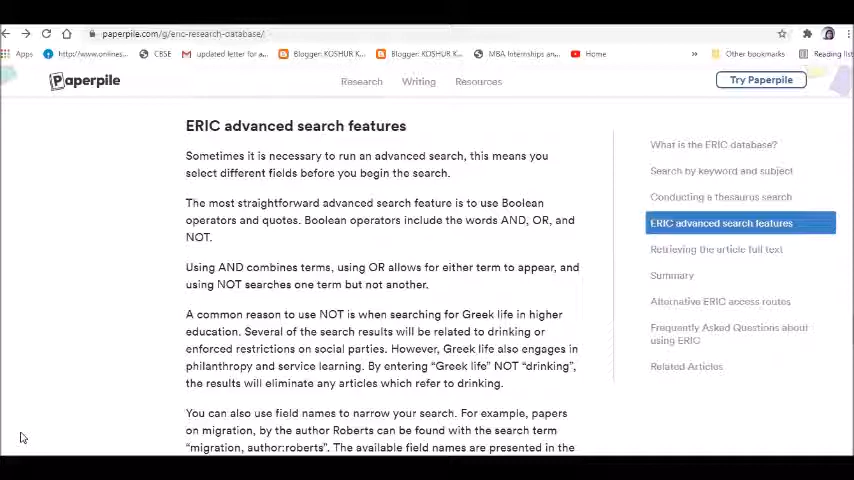 paperpile.com/g/eric-research-database/
Apps
http://www.onlines...
CBSE
updated letter for a...
Blogger: KOSHUR K...
Blogger: KOSHUR K...
MBA Internships an...
Home
»
Other bookmarks
Reading list
Paperpile
Research
Writing
Resources
Try Paperpile
ERIC advanced search features
Sometimes it is necessary to run an advanced search, this means you
select different fields before you begin the search.
The most straightforward advanced search feature is to use Boolean
operators and quotes. Boolean operators include the words AND, OR, and
NOT.
Using AND combines terms, using OR allows for either term to appear, and
using NOT searches one term but not another.
A common reason to use NOT is when searching for Greek life in higher
education. Several of the search results will be related to drinking or
enforced restrictions on social parties. However, Greek life also engages in
philanthropy and service learning. By entering “Greek life” NOT “drinking”,
the results will eliminate any articles which refer to drinking.
You can also use field names to narrow your search. For example, papers
on migration, by the author Roberts can be found with the search term
“migration, author:roberts”. The available field names are presented in the
What is the ERIC database?
Search by keyword and subject
Conducting a thesaurus search
ERIC advanced search features
Retrieving the article full text
Summary
Alternative ERIC access routes
Frequently Asked Questions about
using ERIC
Related Articles